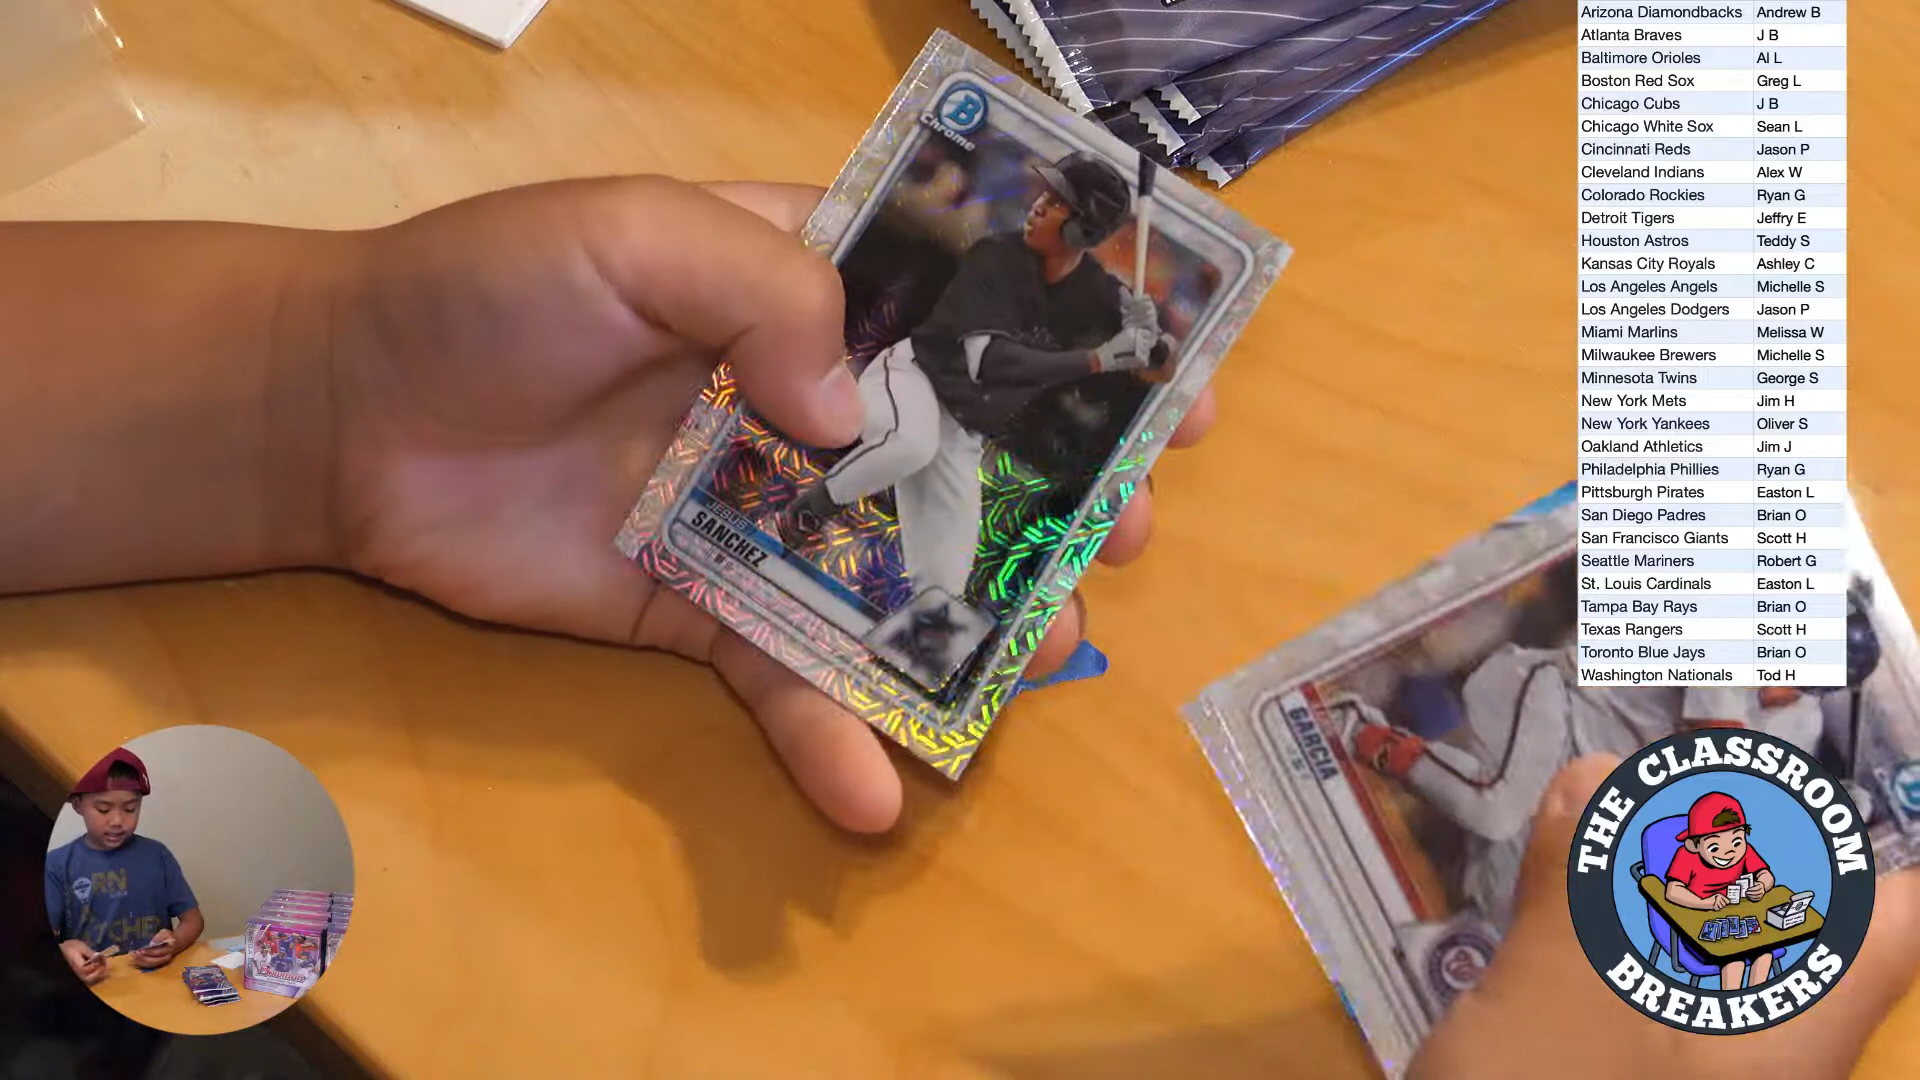 Arizona Diamondbacks Andrew B
Atlanta Braves J B
Baltimore Orioles Al L
Boston Red Sox Greg L
Chicago Cubs J B
Chicago White Sox Sean L
Cincinnati Reds Jason P
Cleveland Indians Alex W
Colorado Rockies Ryan G
Detroit Tigers Jeffry E
Houston Astros Teddy S
Kansas City Royals Ashley C
Los Angeles Angels Michelle S
Los Angeles Dodgers Jason P
Miami Marlins Melissa W
Milwaukee Brewers Michelle S
Minnesota Twins George S
New York Mets Jim H
New York Yankees Oliver S
Oakland Athletics Jim J
Philadelphia Phillies Ryan G
Pittsburgh Pirates Easton L
San Diego Padres Brian O
San Francisco Giants Scott H
Seattle Mariners Robert G
St. Louis Cardinals Easton L
Tampa Bay Rays Brian O
Texas Rangers Scott H
Toronto Blue Jays Brian O
Washington Nationals Tod H
B
Chrome
JESUS
SANCHEZ
GARCIA
THE CLASSROOM
BREAKERS
Bowman